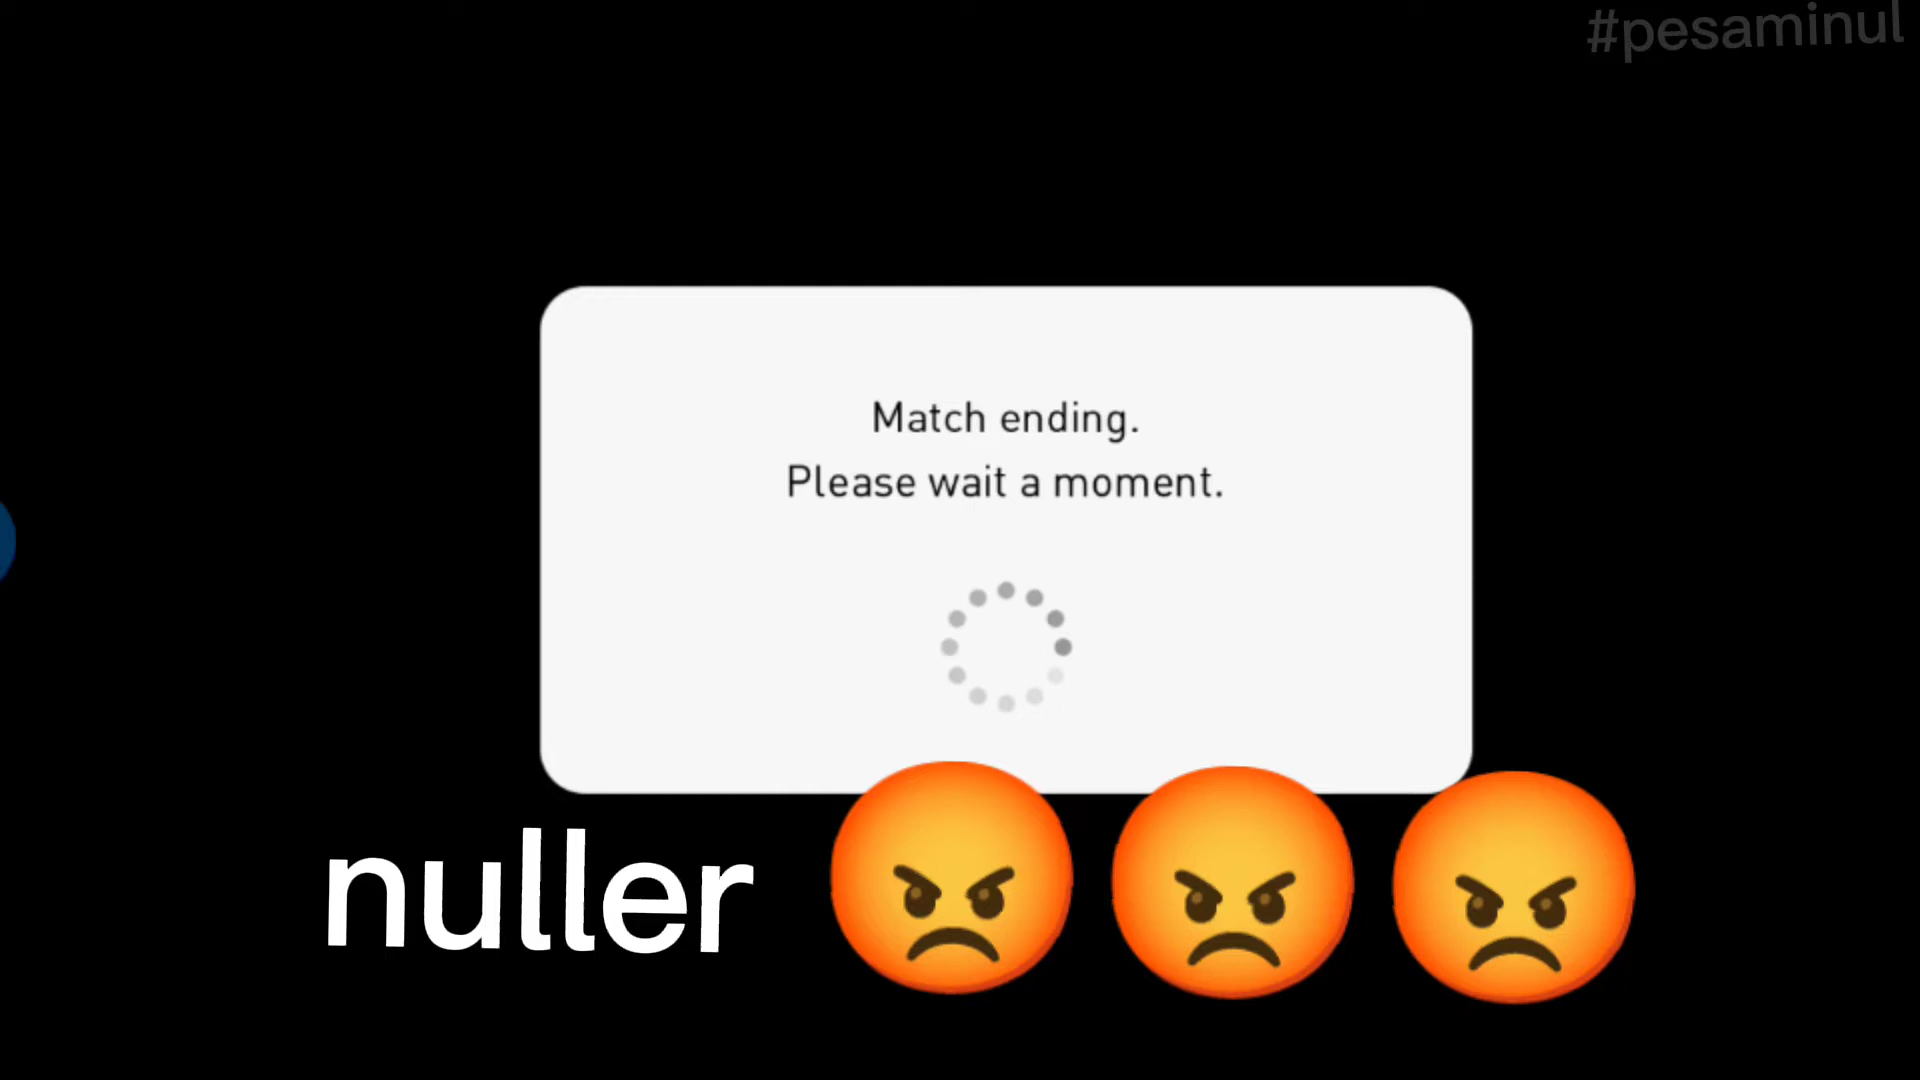 #pesaminul
Match ending.
Please wait a moment.
nuller 😡😡😡